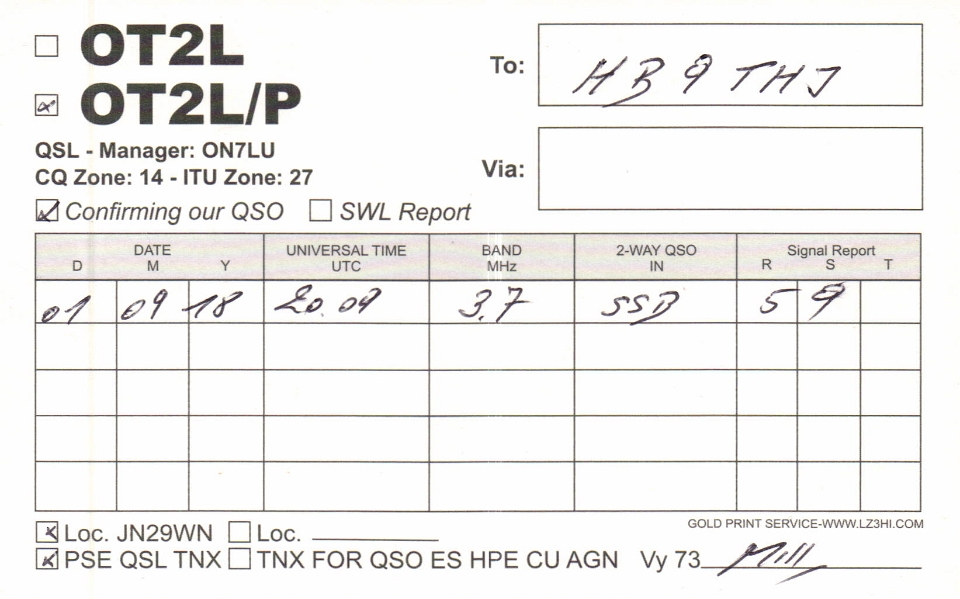 OT2L
OT2L/P
To: HB9THJ
QSL - Manager: ON7LU
CQ Zone: 14 - ITU Zone: 27
Via:
Confirming our QSO SWL Report
DATE UNIVERSAL TIME BAND 2-WAY QSO Signal Report
D M Y UTC MHz IN R S T
01 09 18 20.09 3.7 SSB 5 9
GOLD PRINT SERVICE-WWW.LZ3HI.COM
Loc. JN29WN Loc.
PSE QSL TNX TNX FOR QSO ES HPE CU AGN Vy 73